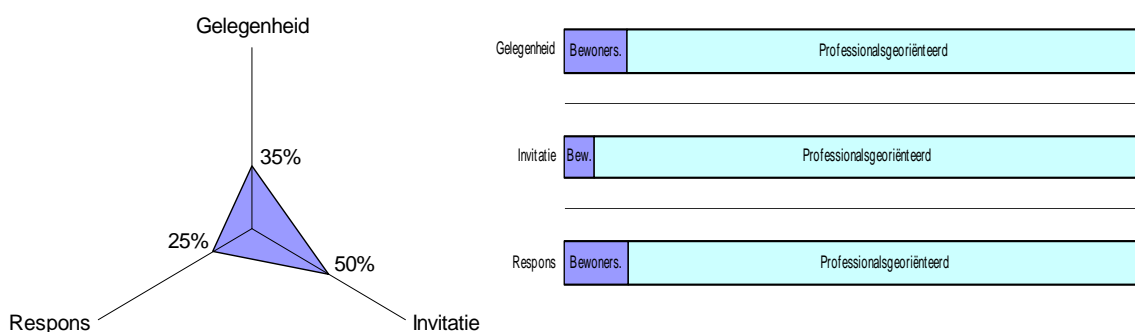 Gelegenheid
35%
25%
50%
Respons
Invitatie
Gelegenheid
Bewoners.
Professionalsgeoriënteerd
Invitatie
Bew.
Professionalsgeoriënteerd
Respons
Bewoners.
Professionalsgeoriënteerd